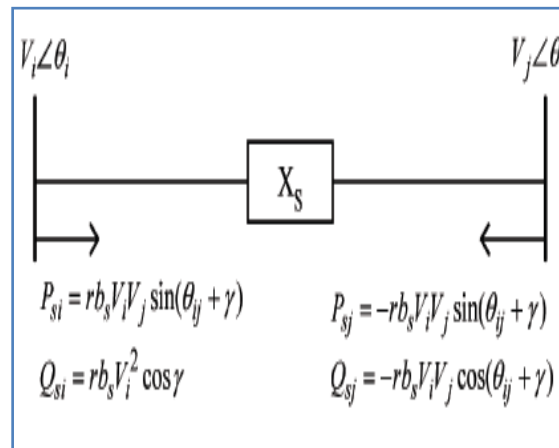 V_i∠θ_i V_j∠θ
X_s
P_si = rb_sV_iV_j sin(θ_ij + γ) P_sj = −rb_sV_iV_j sin(θ_ij + γ)
Q_si = rb_sV_i^2 cosγ Q_sj = −rb_sV_iV_j cos(θ_ij + γ)